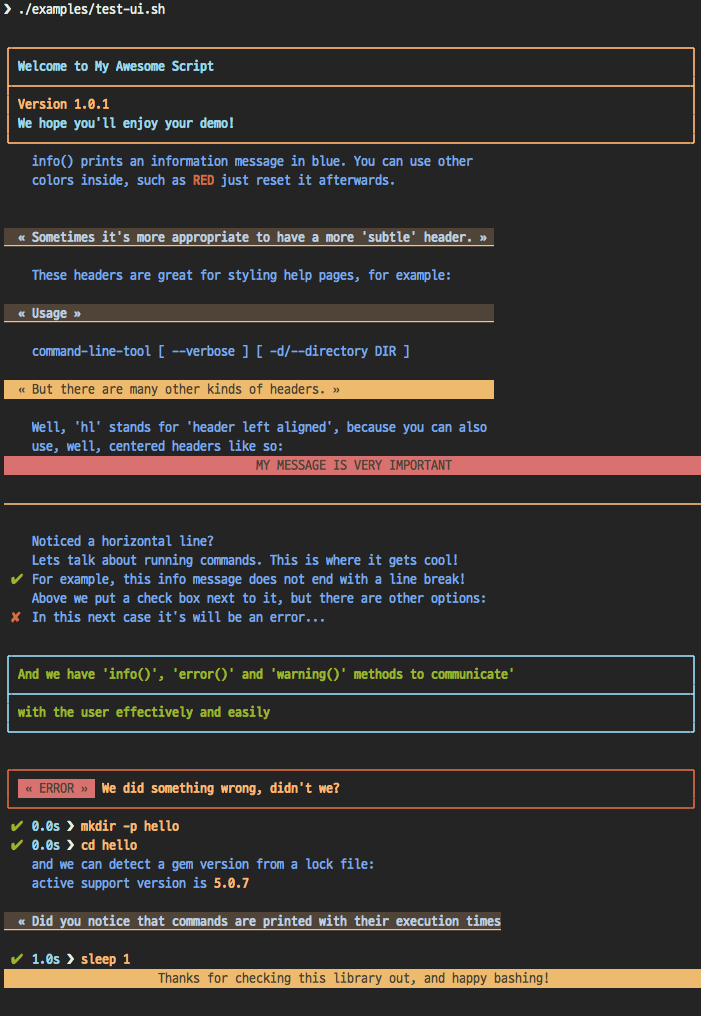 ❯ ./examples/test-ui.sh
Welcome to My Awesome Script
Version 1.0.1
We hope you'll enjoy your demo!
info() prints an information message in blue. You can use other
colors inside, such as RED just reset it afterwards.
« Sometimes it's more appropriate to have a more 'subtle' header. »
These headers are great for styling help pages, for example:
« Usage »
command-line-tool [ --verbose ] [ -d/--directory DIR ]
« But there are many other kinds of headers. »
Well, 'hl' stands for 'header left aligned', because you can also
use, well, centered headers like so:
MY MESSAGE IS VERY IMPORTANT
Noticed a horizontal line?
Lets talk about running commands. This is where it gets cool!
✔ For example, this info message does not end with a line break!
Above we put a check box next to it, but there are other options:
✘ In this next case it's will be an error...
And we have 'info()', 'error()' and 'warning()' methods to communicate'
with the user effectively and easily
« ERROR » We did something wrong, didn't we?
✔ 0.0s ❯ mkdir -p hello
✔ 0.0s ❯ cd hello
and we can detect a gem version from a lock file:
active support version is 5.0.7
« Did you notice that commands are printed with their execution times
✔ 1.0s ❯ sleep 1
Thanks for checking this library out, and happy bashing!